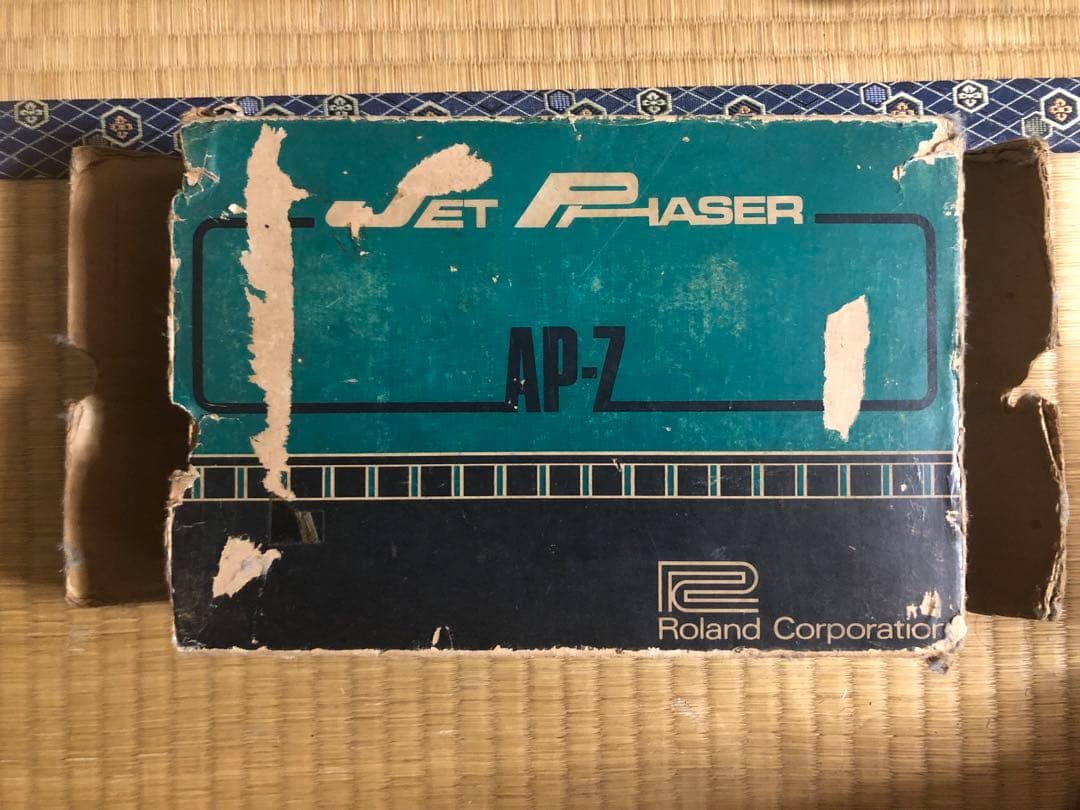 JET PHASER
AP-7
Roland Corporation